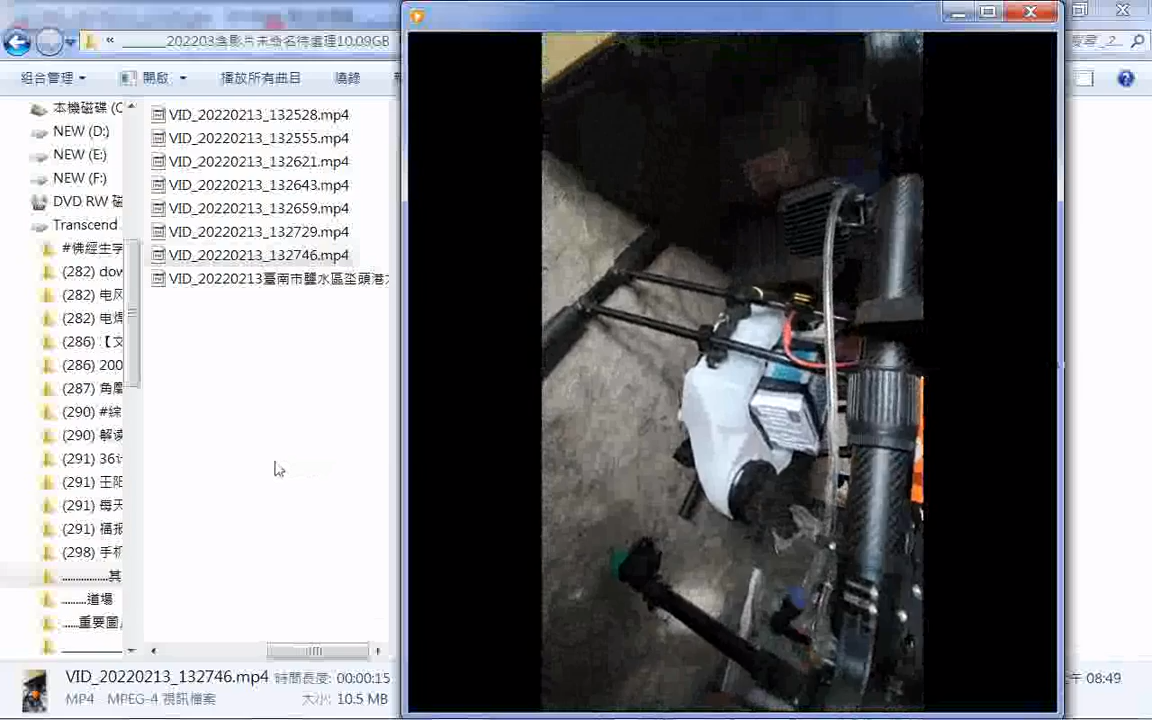 202203含影片未命名待處理10.09GB
組合管理
開啟
播放所有曲目
燒錄
本機磁碟 (C
NEW (D:)
NEW (E:)
NEW (F:)
DVD RW 磁
Transcend
#佛經生字
(282) dow
(282) 电风
(282) 电焊
(286)【文
(286) 200
(287) 角磨
(290) #綜
(290) 解读
(291) 36计
(291) 王阳
(291) 每天
(291) 福报
(298) 手机
................其
.........道場
.....重要圖
VID_20220213_132528.mp4
VID_20220213_132555.mp4
VID_20220213_132621.mp4
VID_20220213_132643.mp4
VID_20220213_132659.mp4
VID_20220213_132729.mp4
VID_20220213_132746.mp4
VID_20220213臺南市鹽水區坔頭港
VID_20220213_132746.mp4 時間長度: 00:00:15
MP4 MPEG-4 視訊檔案 大小: 10.5 MB
午 08:49